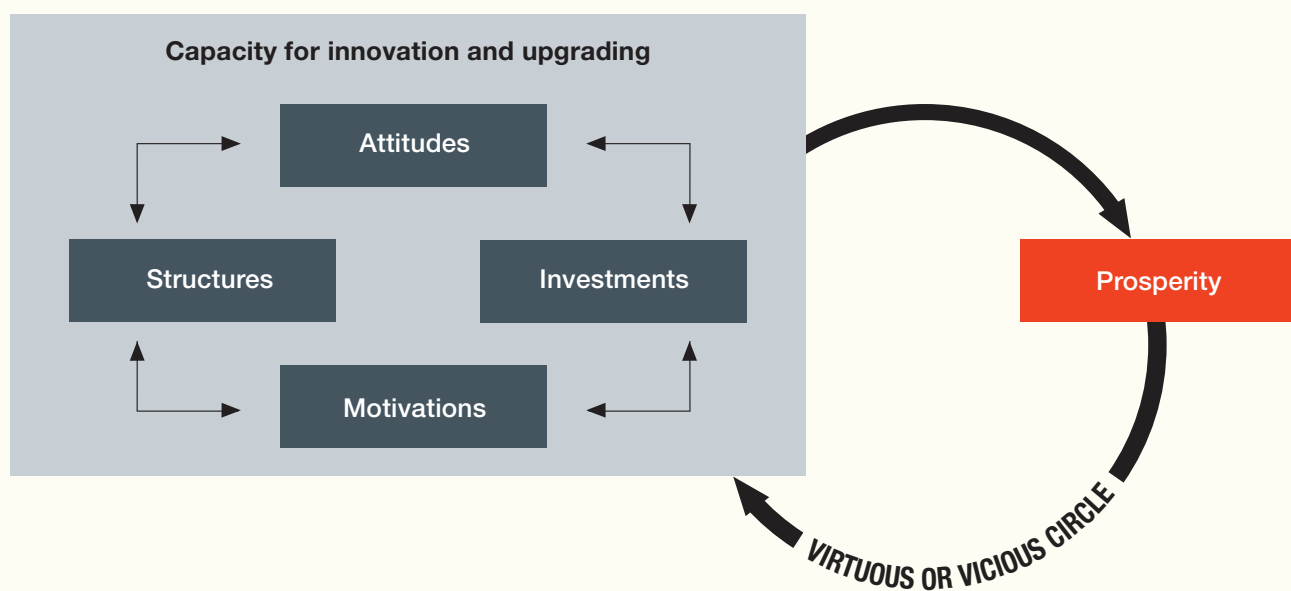 Capacity for innovation and upgrading
Attitudes
Structures
Investments
Prosperity
Motivations
VIRTUOUS OR VICIOUS CIRCLE